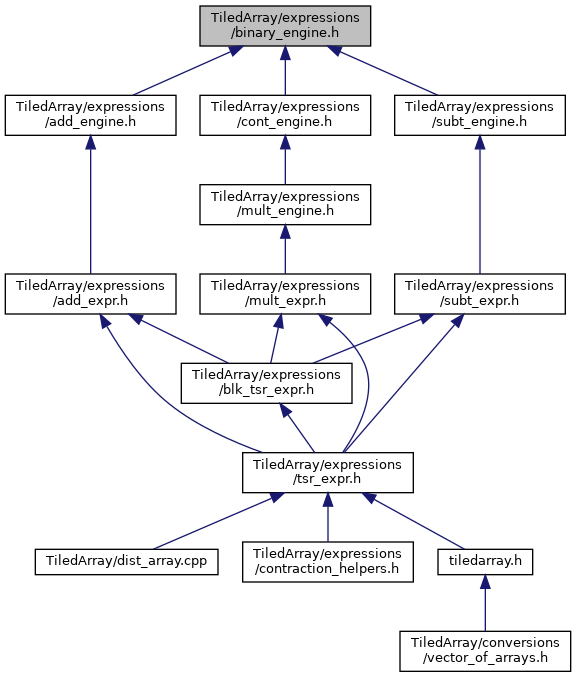 TiledArray/expressions
/binary_engine.h
TiledArray/expressions
/add_engine.h
TiledArray/expressions
/cont_engine.h
TiledArray/expressions
/subt_engine.h
TiledArray/expressions
/mult_engine.h
TiledArray/expressions
/add_expr.h
TiledArray/expressions
/mult_expr.h
TiledArray/expressions
/subt_expr.h
TiledArray/expressions
/blk_tsr_expr.h
TiledArray/expressions
/tsr_expr.h
TiledArray/dist_array.cpp
TiledArray/expressions
/contraction_helpers.h
tiledarray.h
TiledArray/conversions
/vector_of_arrays.h